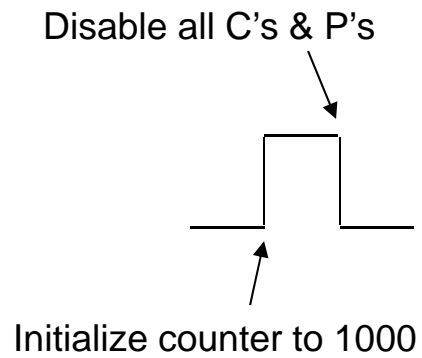 Disable all C’s & P’s
Initialize counter to 1000